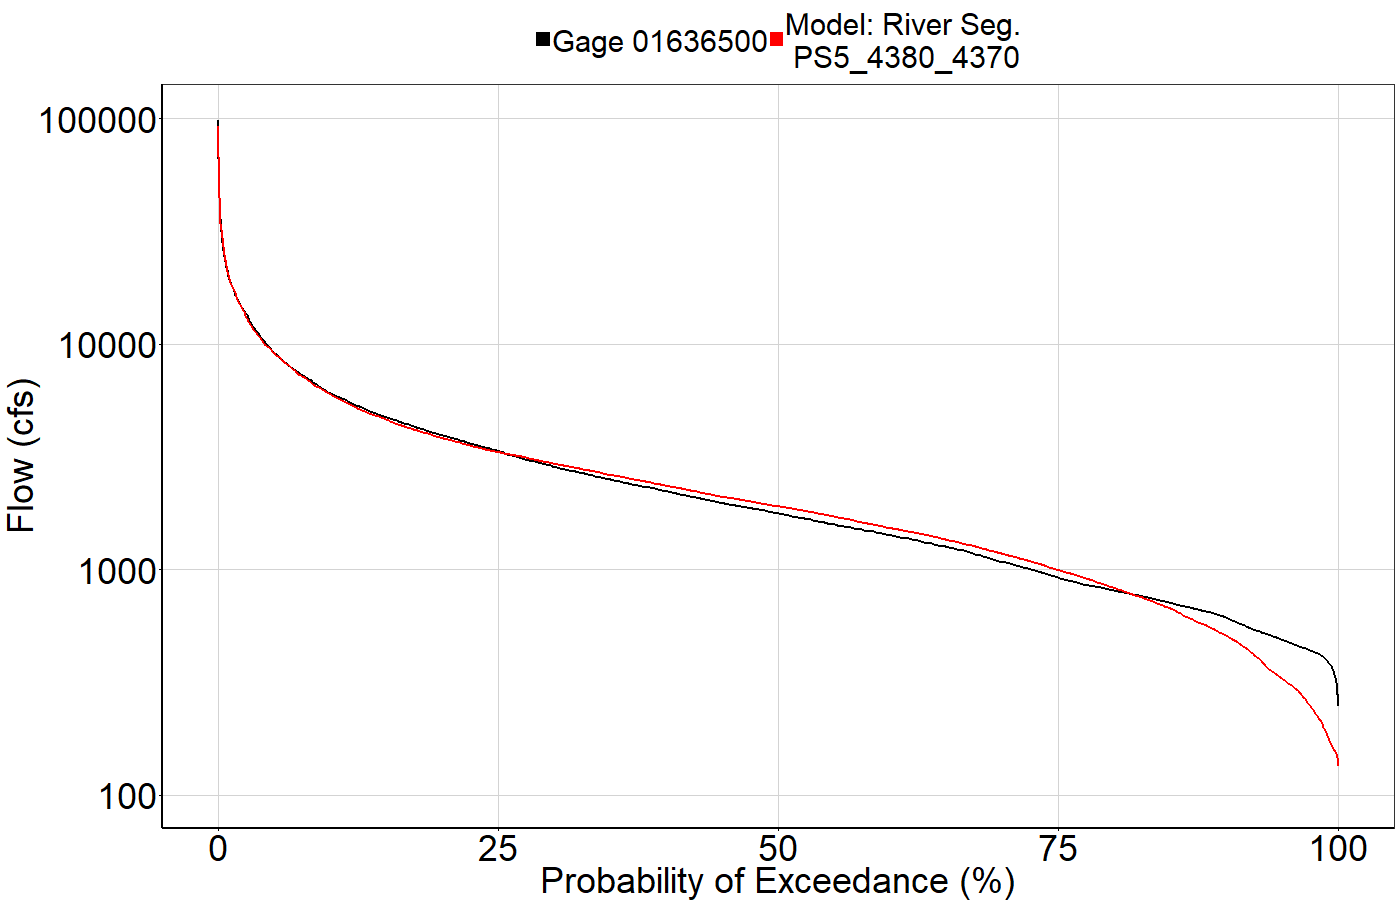 Gage 01636500
Model: River Seg.
PS5_4380_4370
100000
10000
1000
100
Flow (cfs)
0 25 50 75 100
Probability of Exceedance (%)